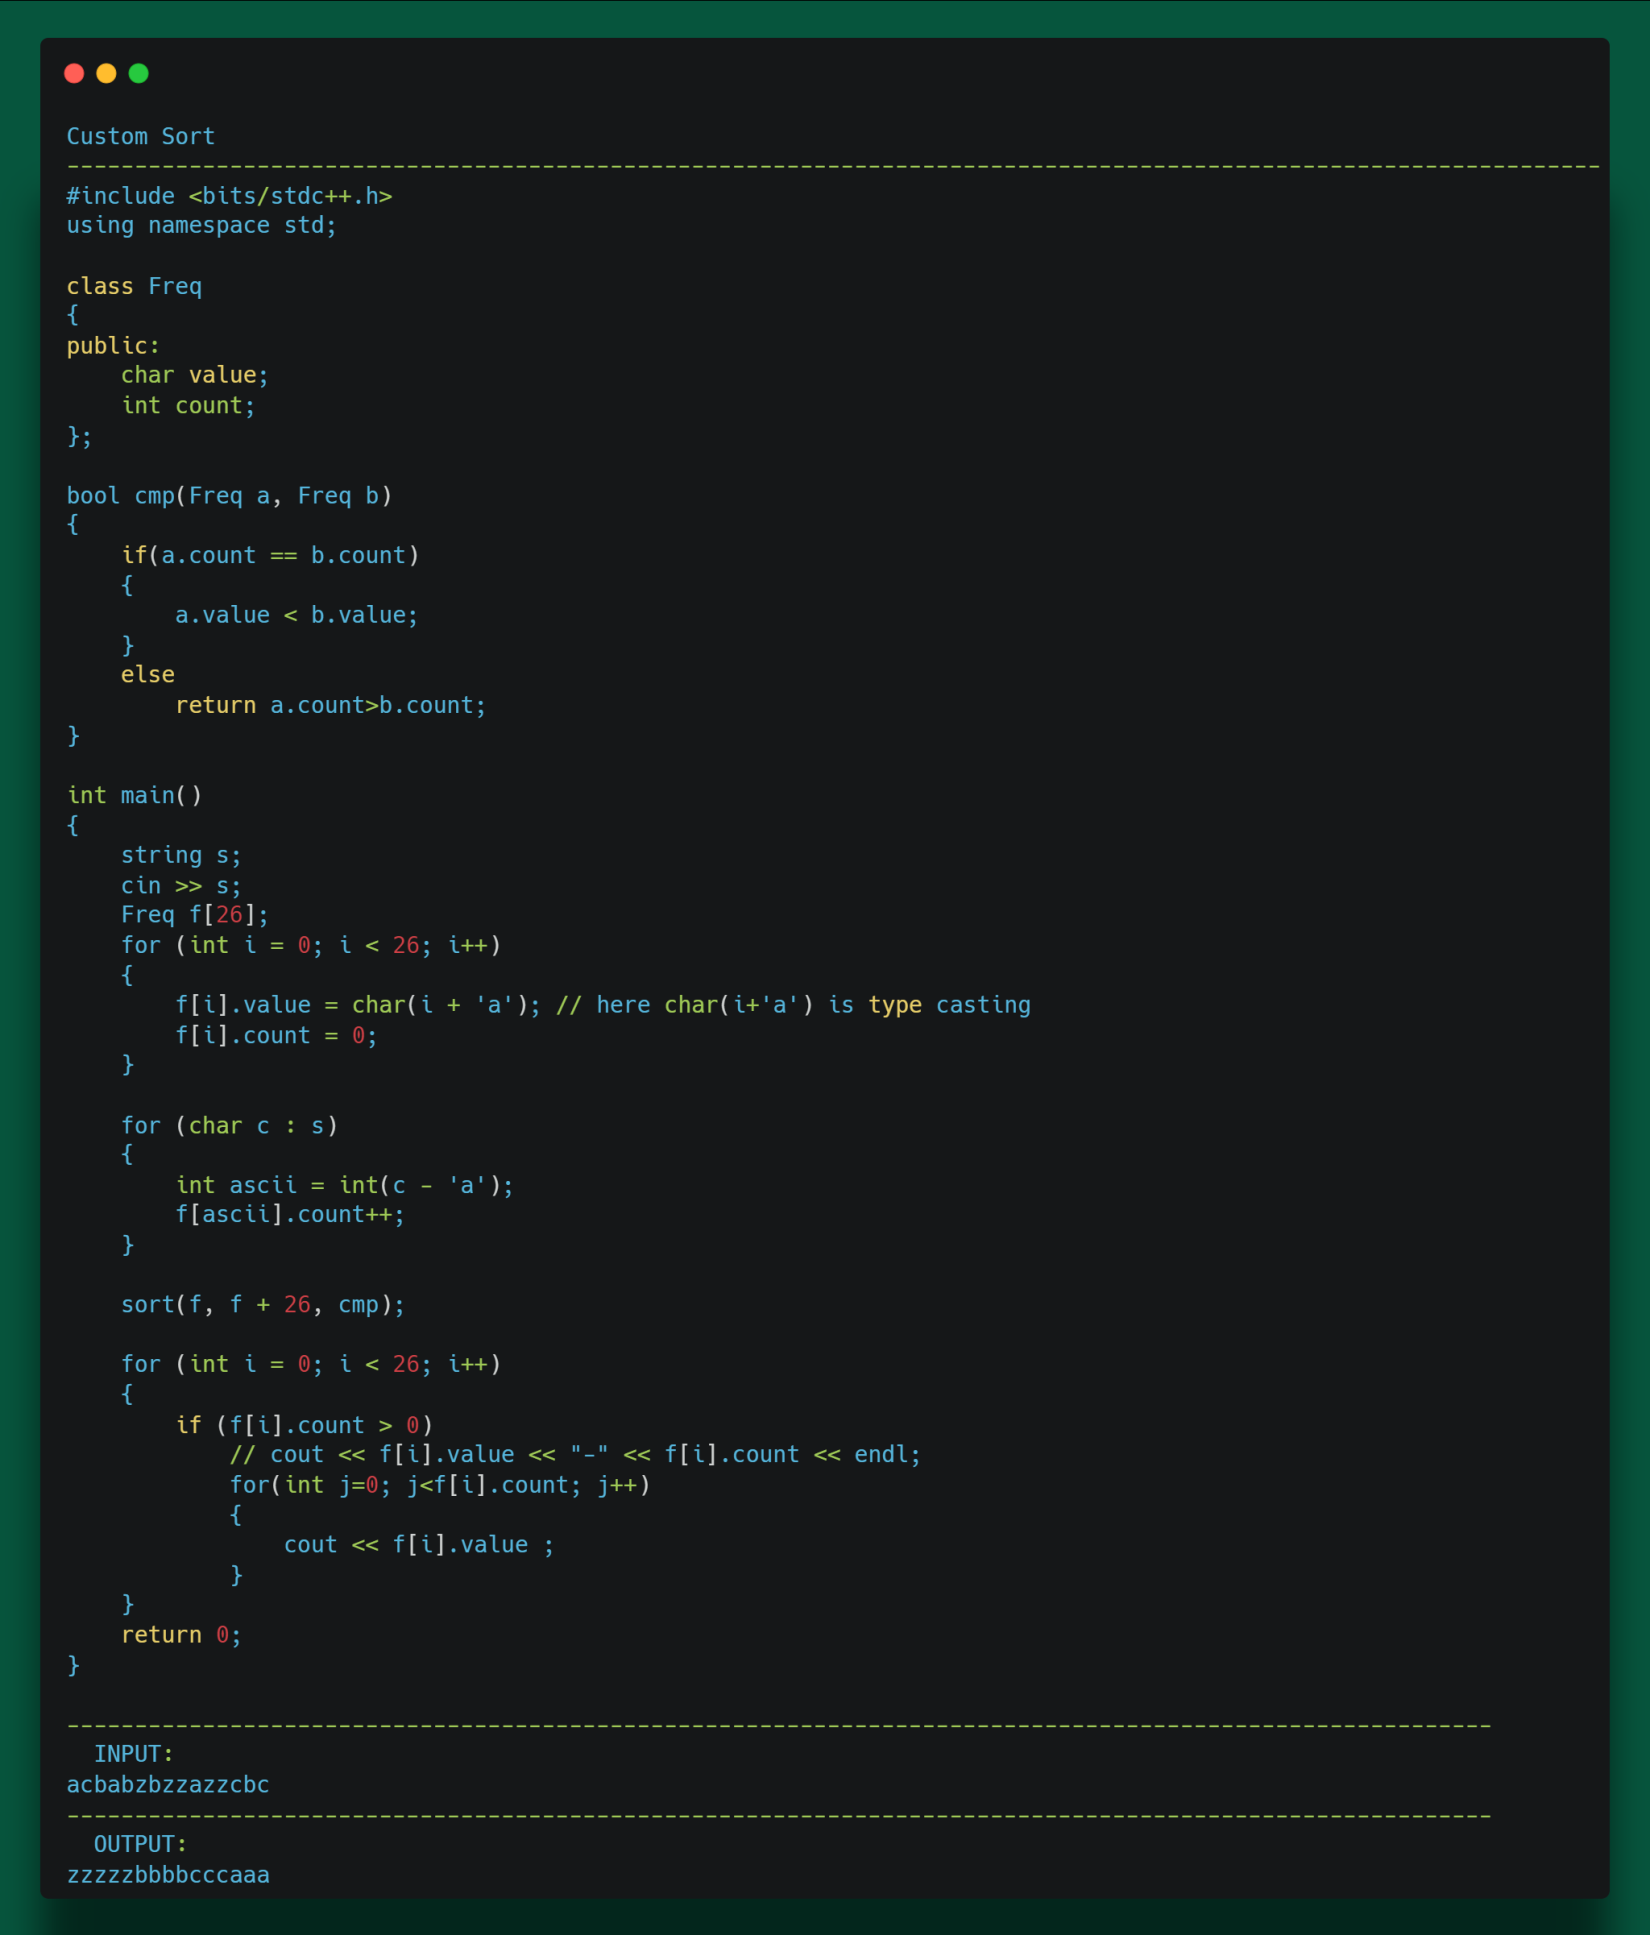 Custom Sort
-----------------------------------------------------------------------------------------------------------------
#include <bits/stdc++.h>
using namespace std;

class Freq
{
public:
    char value;
    int count;
};

bool cmp(Freq a, Freq b)
{
    if(a.count == b.count)
    {
        a.value < b.value;
    }
    else
        return a.count>b.count;
}

int main()
{
    string s;
    cin >> s;
    Freq f[26];
    for (int i = 0; i < 26; i++)
    {
        f[i].value = char(i + 'a'); // here char(i+'a') is type casting
        f[i].count = 0;
    }

    for (char c : s)
    {
        int ascii = int(c - 'a');
        f[ascii].count++;
    }

    sort(f, f + 26, cmp);

    for (int i = 0; i < 26; i++)
    {
        if (f[i].count > 0)
            // cout << f[i].value << "-" << f[i].count << endl;
            for(int j=0; j<f[i].count; j++)
            {
                cout << f[i].value ;
            }
    }
    return 0;
}

---------------------------------------------------------------------------------------------------------
  INPUT:
acbabzbzzazzcbc
---------------------------------------------------------------------------------------------------------
  OUTPUT:
zzzzzbbbbcccaaa